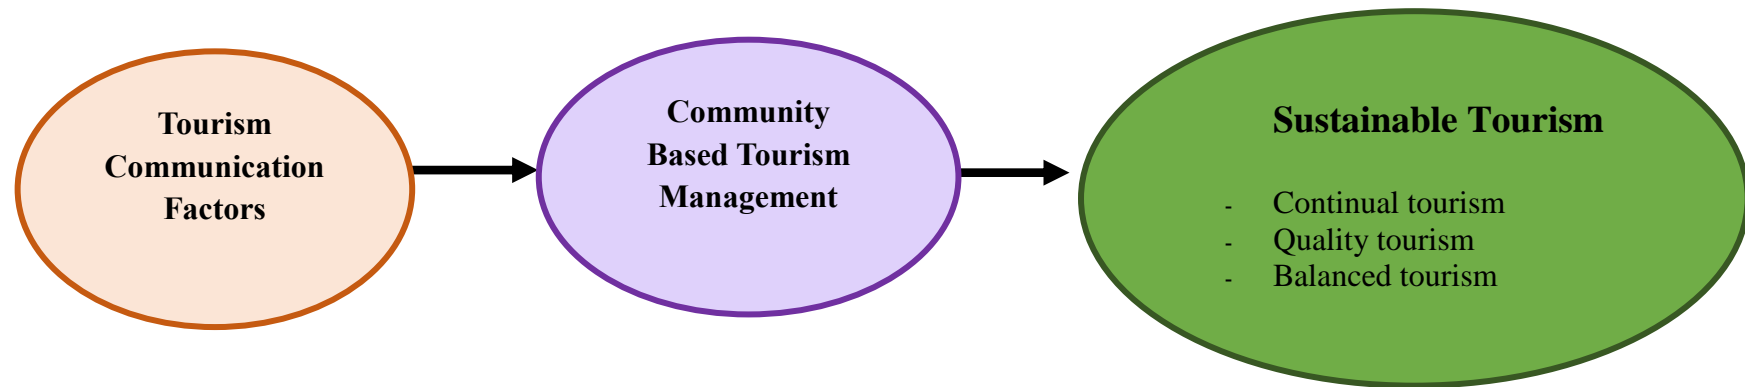 Tourism
Communication
Factors
Community
Based Tourism
Management
Sustainable Tourism
- Continual tourism
- Quality tourism
- Balanced tourism